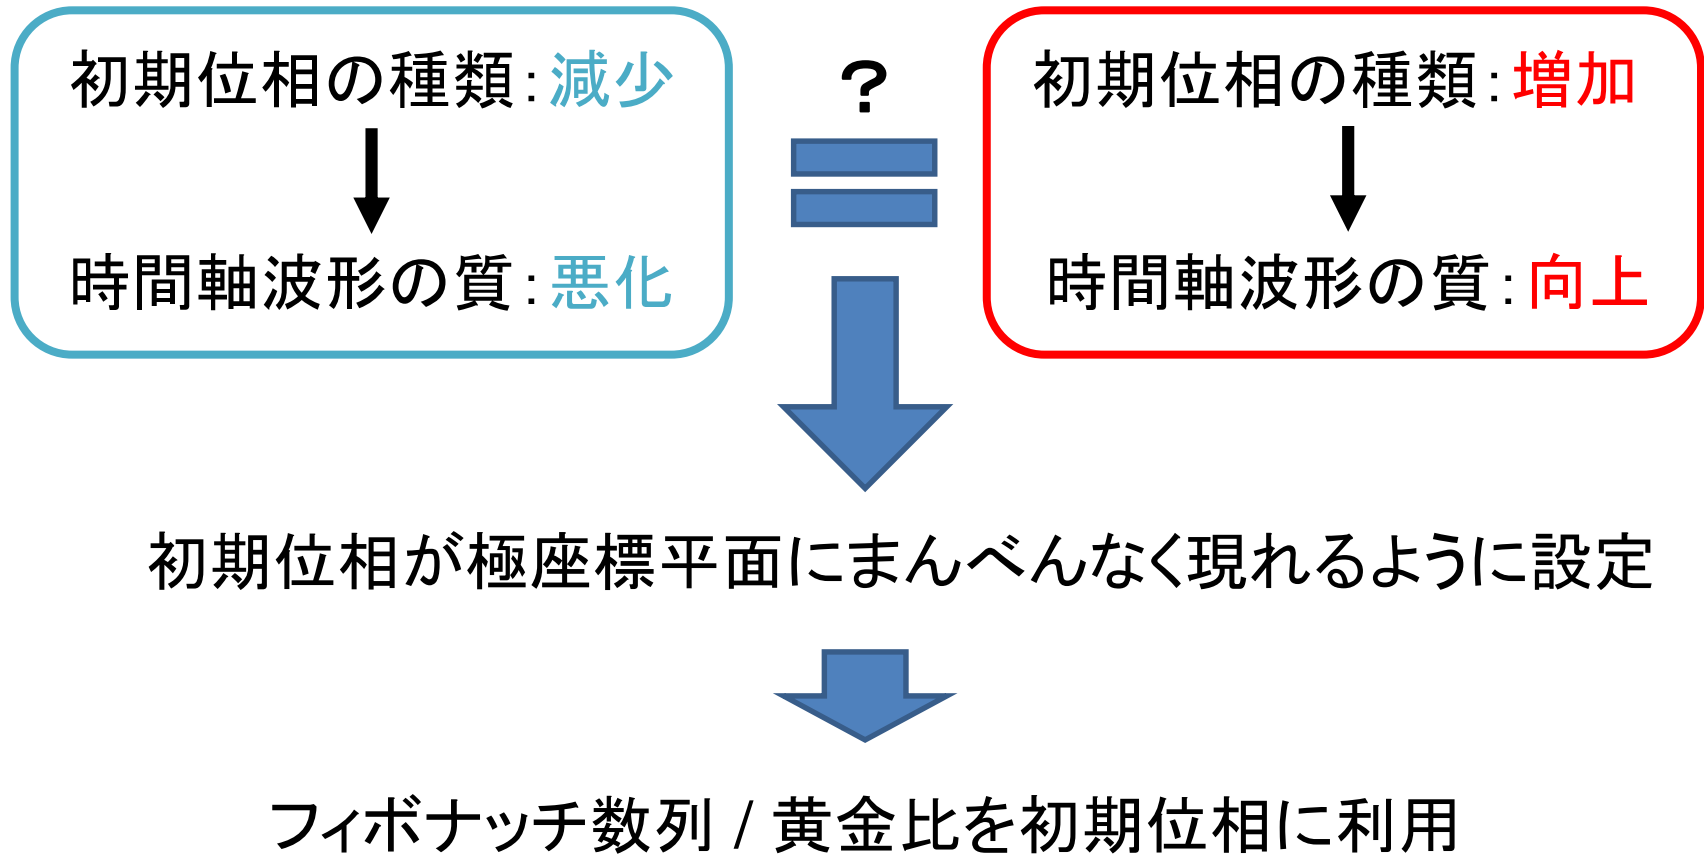 初期位相の種類：減少
時間軸波形の質：悪化
?
初期位相の種類：増加
時間軸波形の質：向上
初期位相が極座標平面にまんべんなく現れるように設定
フィボナッチ数列 / 黄金比を初期位相に利用